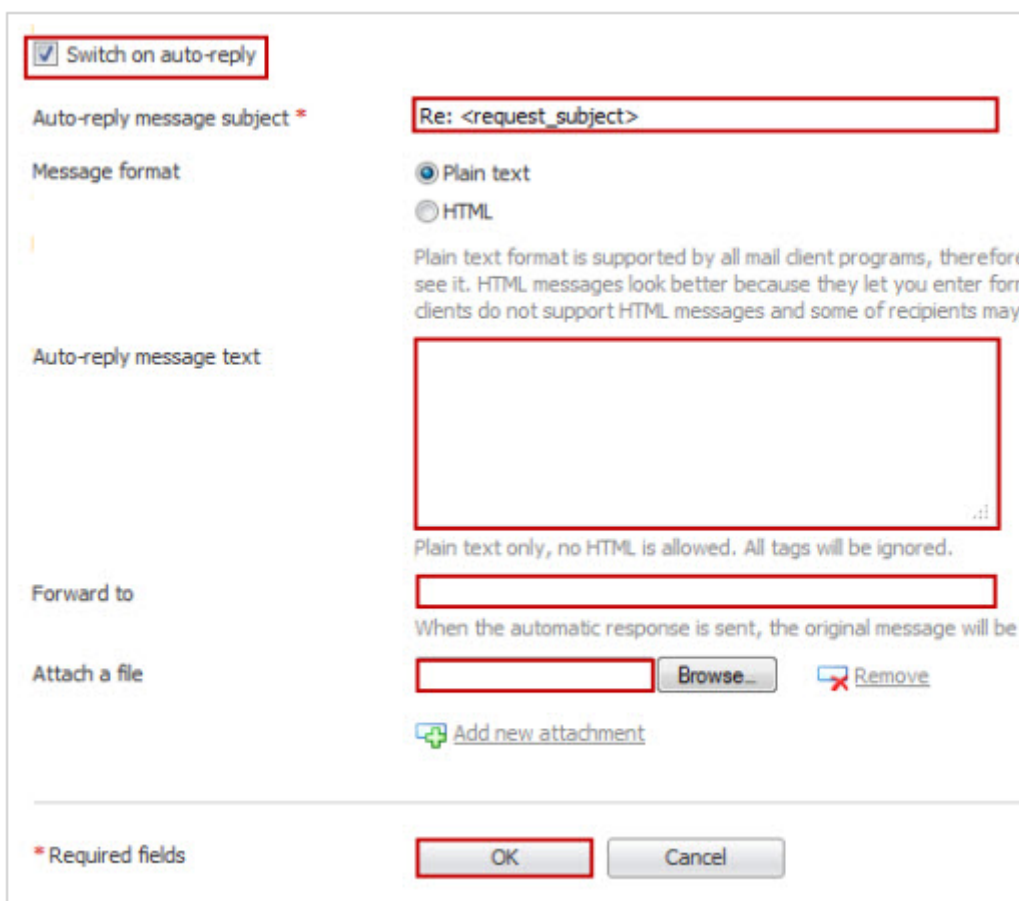 Switch on auto-reply
Auto-reply message subject * Re: <request_subject>
Message format Plain text
HTML
Plain text format is supported by all mail client programs, therefore
see it. HTML messages look better because they let you enter for
clients do not support HTML messages and some of recipients may
Auto-reply message text
Plain text only, no HTML is allowed. All tags will be ignored.
Forward to
When the automatic response is sent, the original message will be
Attach a file Browse... Remove
Add new attachment
* Required fields OK Cancel